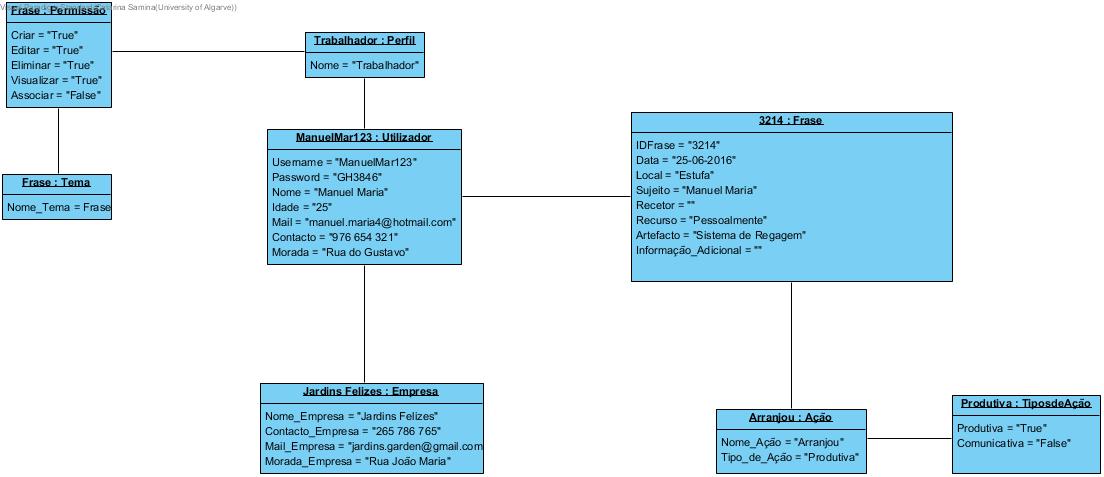 rina Samina(University of Algarve))
Frase : Permissão
Criar = "True"
Editar = "True"
Eliminar = "True"
Visualizar = "True"
Associar = "False"
Trabalhador : Perfil
Nome = "Trabalhador"
Frase : Tema
Nome_Tema = Frase
ManuelMar123 : Utilizador
Username = "ManuelMar123"
Password = "GH3846"
Nome = "Manuel Maria"
Idade = "25"
Mail = "manuel.maria4@hotmail.com"
Contacto = "976 654 321"
Morada = "Rua do Gustavo"
3214 : Frase
IDFrase = "3214"
Data = "25-06-2016"
Local = "Estufa"
Sujeito = "Manuel Maria"
Recetor = ""
Recurso = "Pessoalmente"
Artefacto = "Sistema de Regagem"
Informação_Adicional = ""
Jardins Felizes : Empresa
Nome_Empresa = "Jardins Felizes"
Contacto_Empresa = "265 786 765"
Mail_Empresa = "jardins.garden@gmail.com
Morada_Empresa = "Rua João Maria"
Arranjou : Ação
Nome_Ação = "Arranjou"
Tipo_de_Ação = "Produtiva"
Produtiva : TiposdeAção
Produtiva = "True"
Comunicativa = "False"